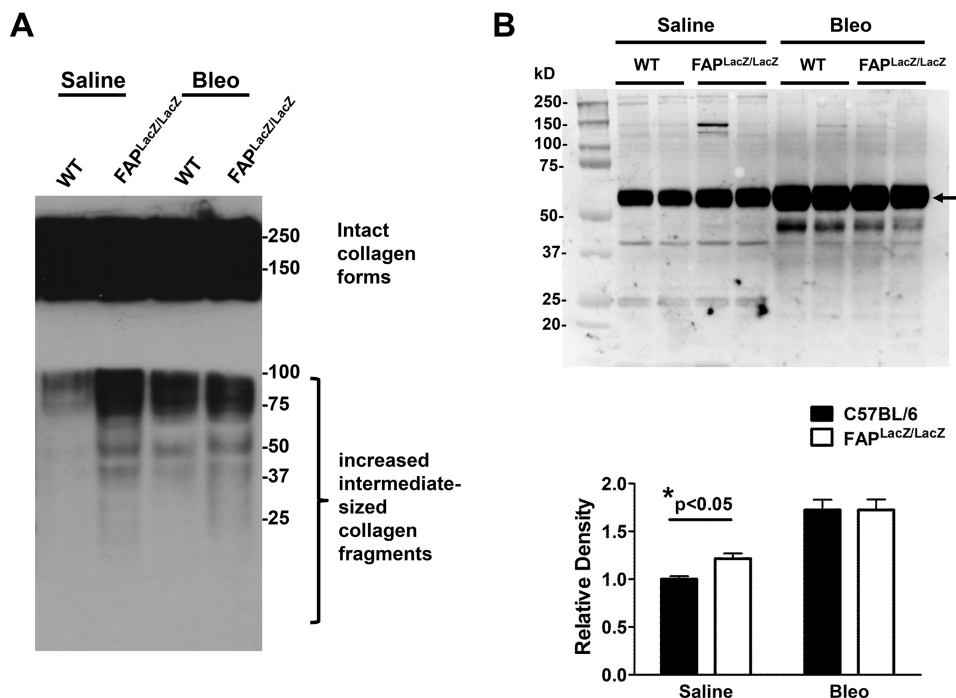 A
Saline
Bleo
WT
FAP^LacZ/LacZ
WT
FAP^LacZ/LacZ
-250
-150
-100
-75
-50
-37
-25
Intact
collagen
forms
increased
intermediate-
sized
collagen
fragments
B
Saline
Bleo
WT
FAP^LacZ/LacZ
WT
FAP^LacZ/LacZ
kD
250-
150-
100-
75-
50-
37-
25-
20-
C57BL/6
FAP^LacZ/LacZ
Relative Density
2.0
1.5
1.0
0.5
0.0
*
p<0.05
Saline
Bleo